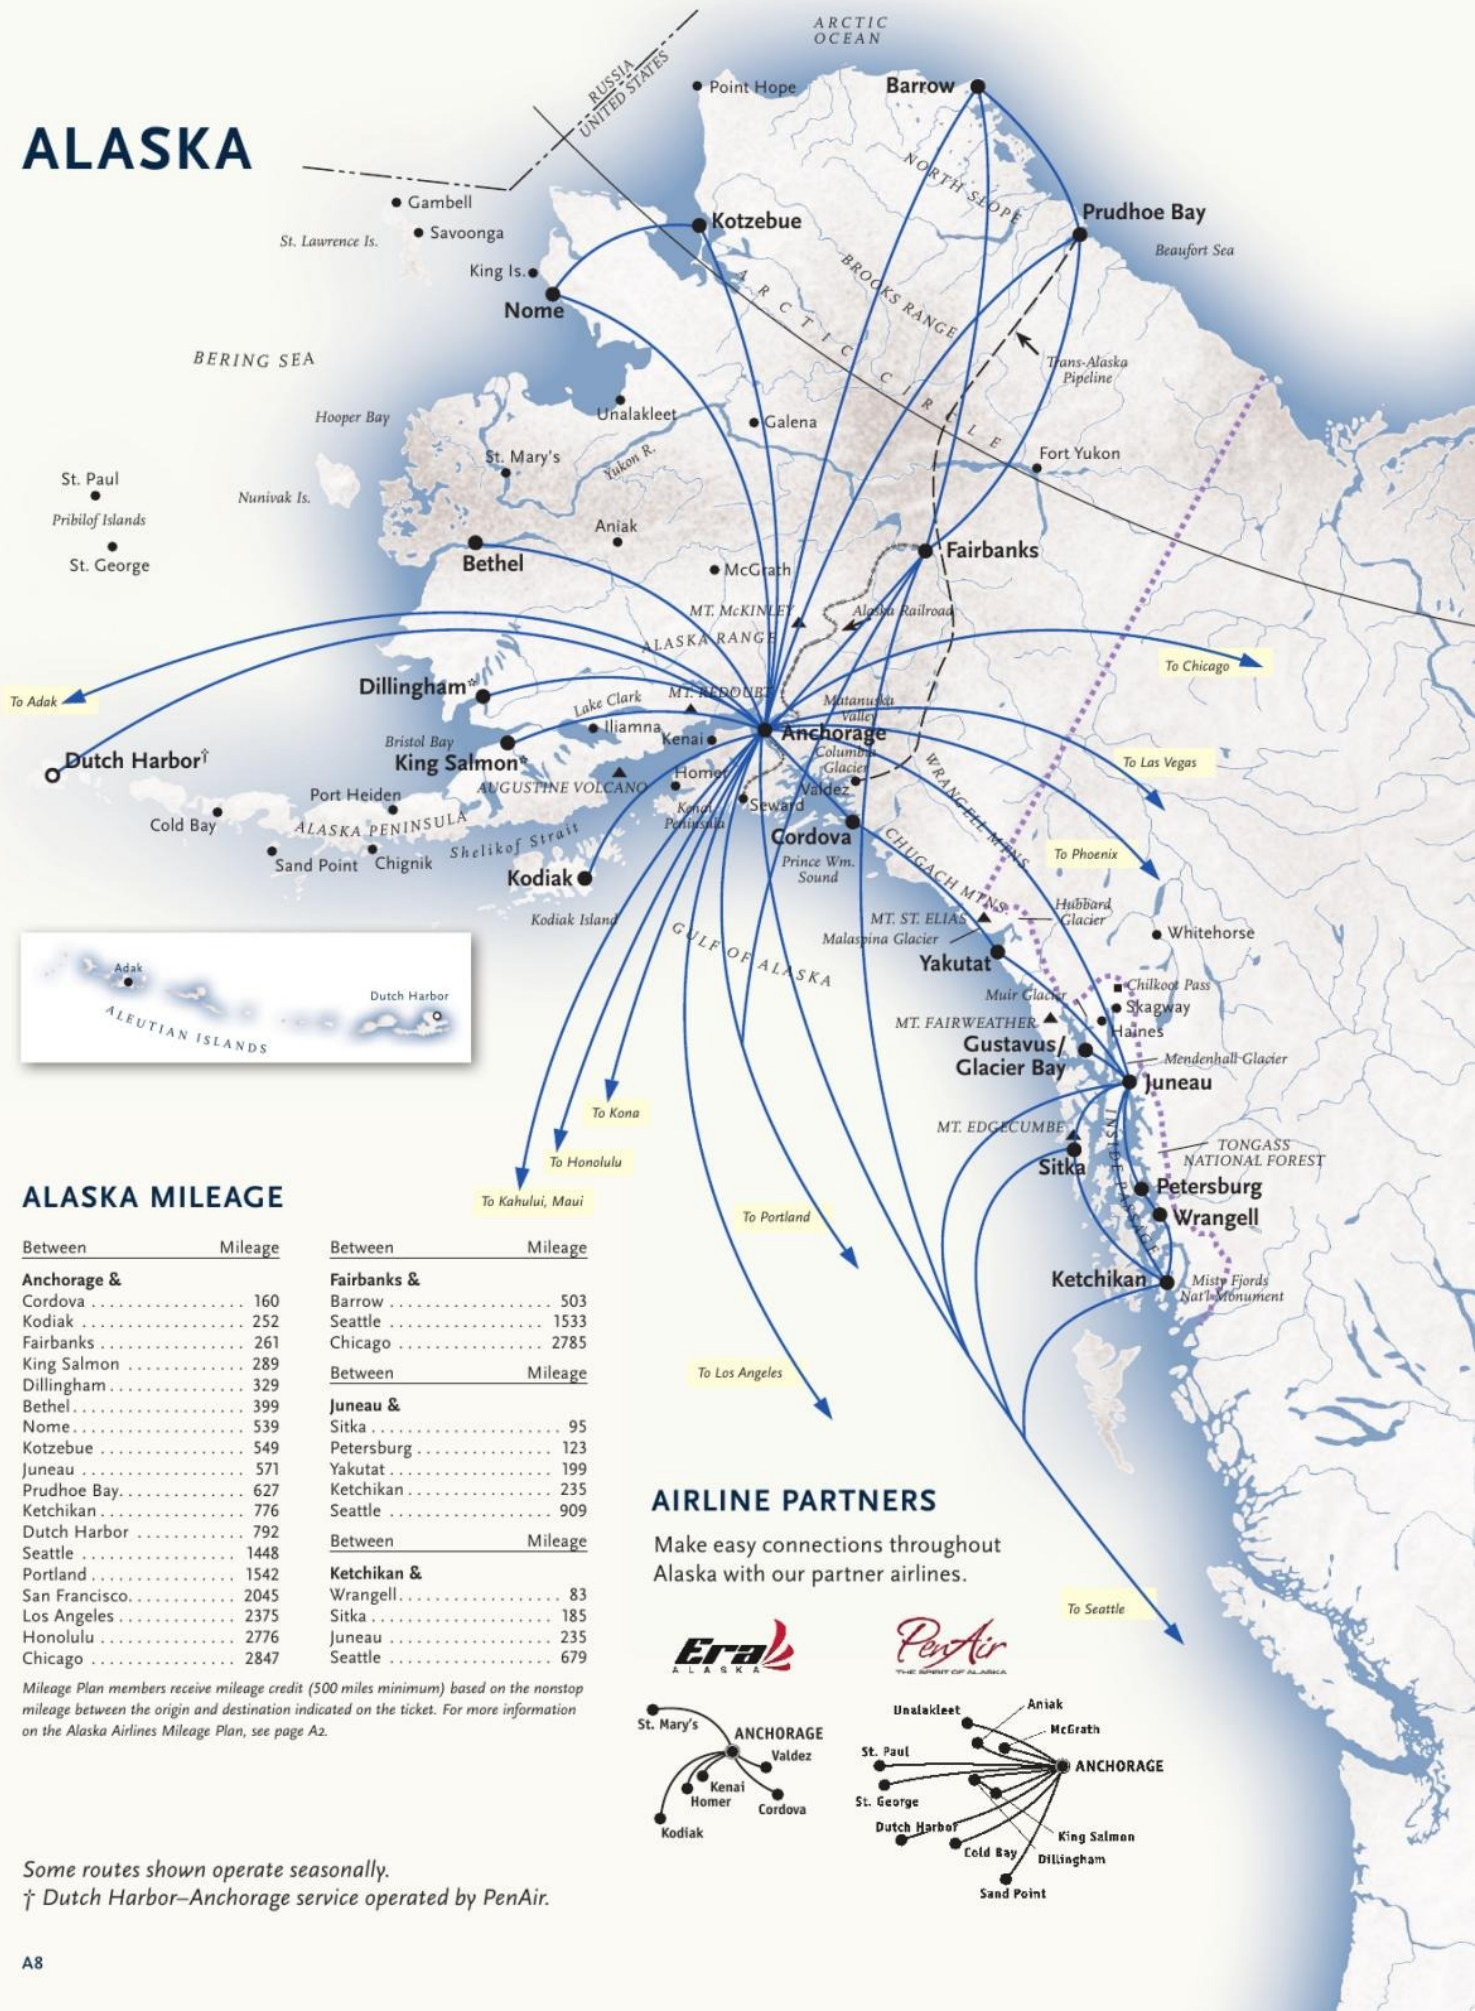 ALASKA
ARCTIC
OCEAN
RUSSIA
UNITED STATES
Point Hope
Barrow
NORTH SLOPE
Gambell
Savoonga
St. Lawrence Is.
Kotzebue
Prudhoe Bay
Beaufort Sea
King Is.
Nome
BROOKS RANGE
ARCTIC CIRCLE
BERING SEA
Trans-Alaska
Pipeline
Hooper Bay
Unalakleet
Galena
St. Mary's
Yukon R.
Fort Yukon
St. Paul
Nunivak Is.
Pribilof Islands
Aniak
St. George
Bethel
McGrath
Fairbanks
MT. McKINLEY
Alaska Railroad
ALASKA RANGE
To Chicago
Dillingham*
MT. REDOUBT
Lake Clark
Matanuska
Valley
To Adak
Iliamna
Kenai
Anchorage
Bristol Bay
King Salmon*
Columbia
Glacier
WRANGELL MTNS
To Las Vegas
Dutch Harbor†
Homer
AUGUSTINE VOLCANO
Valdez
Port Heiden
Kenai
Peninsula
Seward
Cold Bay
ALASKA PENINSULA
Shelikof Strait
Cordova
CHUGACH MTNS
To Phoenix
Sand Point
Chignik
Prince Wm.
Sound
Kodiak
Kodiak Island
GULF OF ALASKA
MT. ST. ELIAS
Hubbard
Glacier
Malaspina Glacier
Whitehorse
Yakutat
Adak
Dutch Harbor
ALEUTIAN ISLANDS
Muir Glacier
Chilkoot Pass
Skagway
MT. FAIRWEATHER
Haines
Gustavus/
Glacier Bay
Mendenhall Glacier
Juneau
To Kona
MT. EDGECUMBE
INSIDE PASSAGE
TONGASS
NATIONAL FOREST
To Honolulu
Sitka
Petersburg
To Kahului, Maui
To Portland
Wrangell
Ketchikan
Misty Fjords
Nat'l Monument
To Los Angeles
To Seattle
ALASKA MILEAGE
Between Mileage
Anchorage &
Cordova ................. 160
Kodiak ................. 252
Fairbanks ................. 261
King Salmon ............ 289
Dillingham ............... 329
Bethel .................. 399
Nome .................. 539
Kotzebue ............... 549
Juneau ................. 571
Prudhoe Bay ............. 627
Ketchikan ............... 776
Dutch Harbor ........... 792
Seattle ................. 1448
Portland ................ 1542
San Francisco ............ 2045
Los Angeles ............ 2375
Honolulu ............... 2776
Chicago ................ 2847
Between Mileage
Fairbanks &
Barrow ................. 503
Seattle ................. 1533
Chicago ................ 2785
Between Mileage
Juneau &
Sitka .................... 95
Petersburg .............. 123
Yakutat ................. 199
Ketchikan ............... 235
Seattle ................. 909
Between Mileage
Ketchikan &
Wrangell ................. 83
Sitka ................... 185
Juneau ................. 235
Seattle ................. 679
Mileage Plan members receive mileage credit (500 miles minimum) based on the nonstop
mileage between the origin and destination indicated on the ticket. For more information
on the Alaska Airlines Mileage Plan, see page A2.
AIRLINE PARTNERS
Make easy connections throughout
Alaska with our partner airlines.
Era
ALASKA
PenAir
THE SPIRIT OF ALASKA
St. Mary's
ANCHORAGE
Valdez
Kenai
Homer
Cordova
Kodiak
Unalakleet
Aniak
McGrath
St. Paul
ANCHORAGE
St. George
Dutch Harbor
King Salmon
Cold Bay
Dillingham
Sand Point
Some routes shown operate seasonally.
† Dutch Harbor–Anchorage service operated by PenAir.
A8